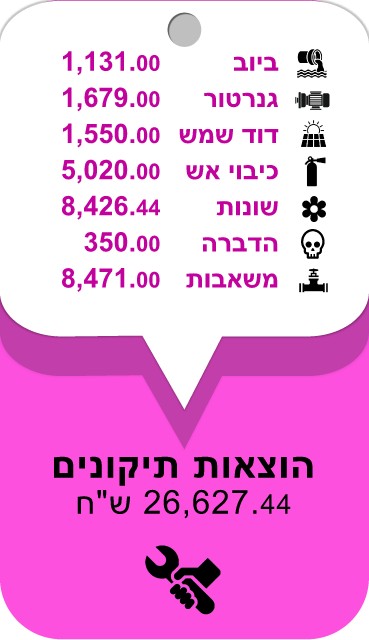 ביוב 1,131.00
גנרטור 1,679.00
דוד שמש 1,550.00
כיבוי אש 5,020.00
שונות 8,426.44
הדברה 350.00
משאבות 8,471.00
הוצאות תיקונים
26,627.44 ש"ח